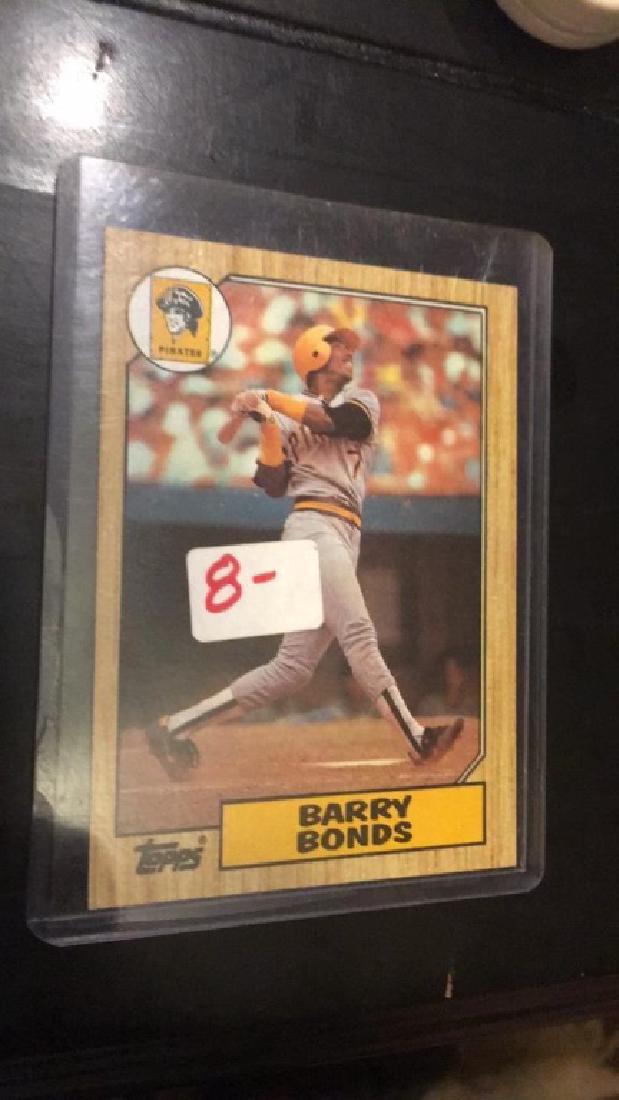 PIRATES
®
8-
BARRY
BONDS
Topps®